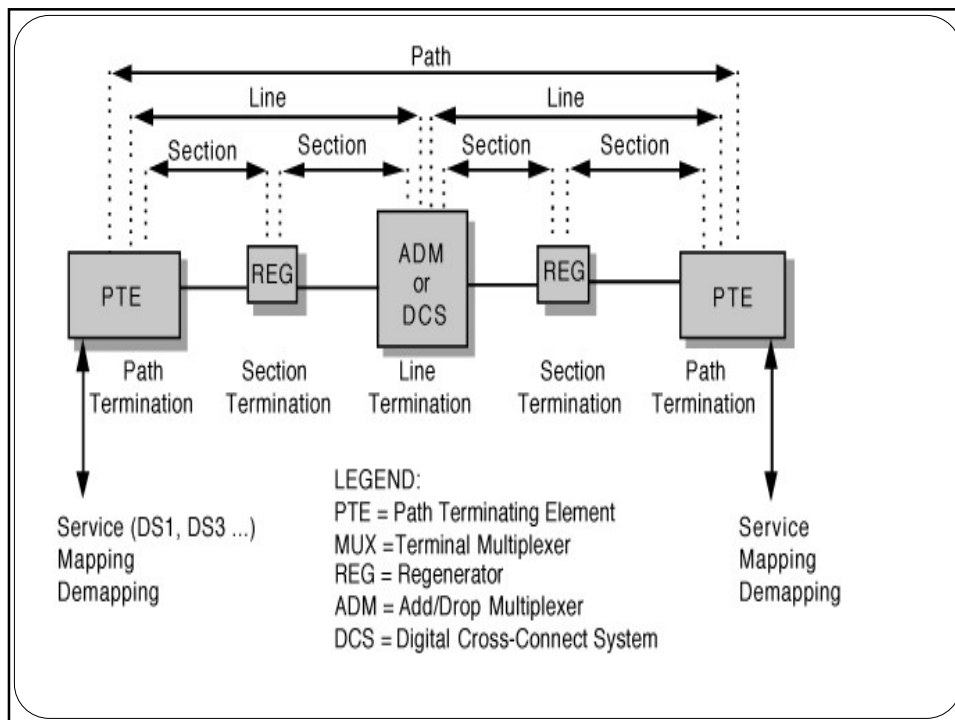 Path
Line Line
Section Section Section Section
PTE REG ADM or DCS REG PTE
Path Termination
Section Termination
Line Termination
Section Termination
Path Termination
Service (DS1, DS3 ...)
Mapping
Demapping
LEGEND:
PTE = Path Terminating Element
MUX =Terminal Multiplexer
REG = Regenerator
ADM = Add/Drop Multiplexer
DCS = Digital Cross-Connect System
Service
Mapping
Demapping